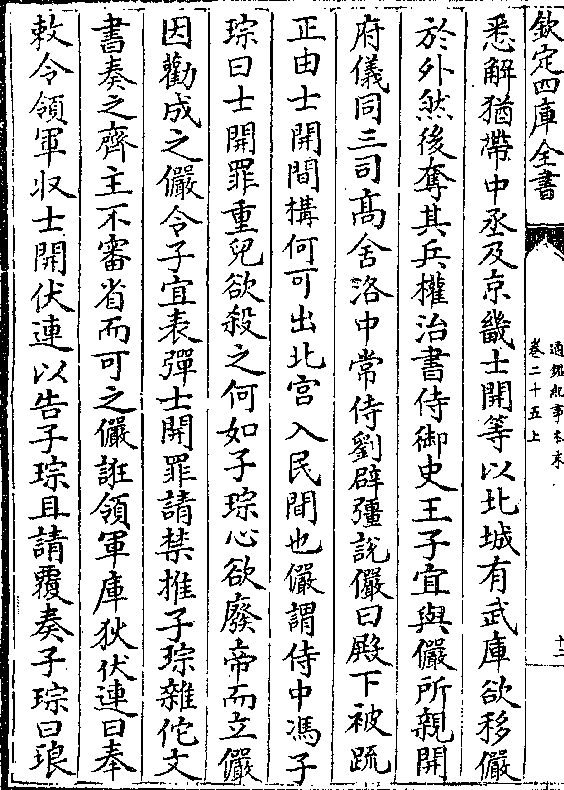 欽定四庫全書
通鑑紀事本末
卷二十五上
十三
悉解猶帶中丞及京畿士開等以北城有武庫欲移儼
於外然後奪其兵權治書侍御史王子宜與儼所親開
府儀同三司髙舍洛中常侍劉辟彊說儼曰殿下被䟽
正由士開間構何可出北宮入民間也儼謂侍中馮子
琮曰士開罪重兒欲殺之何如子琮心欲廢帝而立儼
因勸成之儼令子宜表彈士開罪請禁推子琮雜佗文
書奏之齊主不審省而可之儼誑領軍庫狄伏連曰奉
敕令領軍収士開伏連以告子琮且請覆奏子琮曰琅